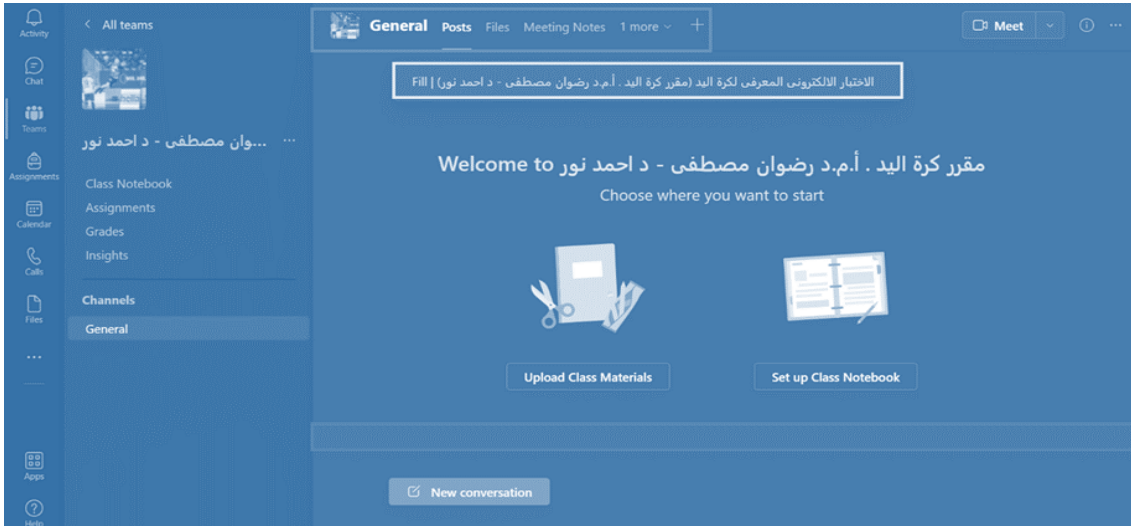 Activity
Chat
Teams
Assignments
Calendar
Calls
Files
Apps
Help
All teams
...وان مصطفى - د احمد نور
Class Notebook
Assignments
Grades
Insights
Channels
General
General Posts Files Meeting Notes 1 more
Meet
الاختبار الالكترونى المعرفى لكرة اليد (مقرر كرة اليد . أ.م.د رضوان مصطفى - د احمد نور) | Fill
Welcome to مقرر كرة اليد . أ.م.د رضوان مصطفى - د احمد نور
Choose where you want to start
Upload Class Materials
Set up Class Notebook
New conversation